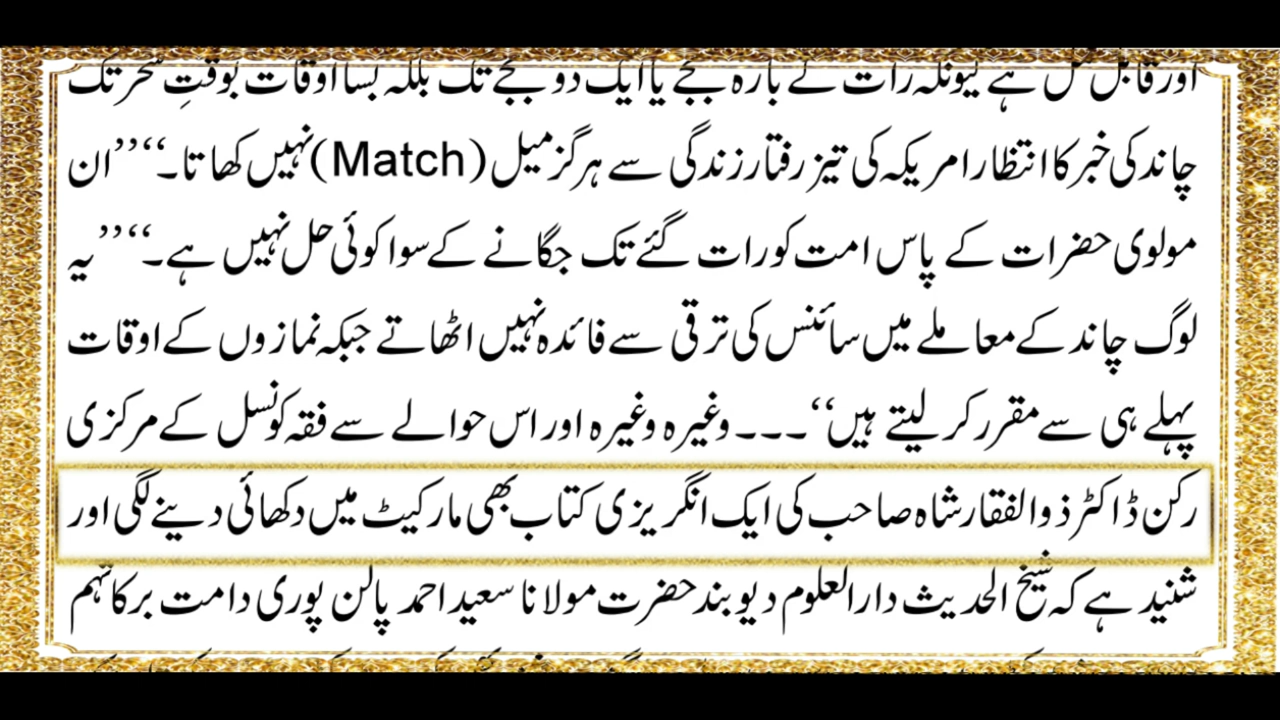 اور قابل عمل ہے کیونکہ رات کے بارہ بجے یا ایک دو بجے تک بلکہ بسا اوقات بوقتِ سحر تک
چاند کی خبر کا انتظار امریکہ کی تیز رفتار زندگی سے ہرگز میل (Match) نہیں کھاتا۔‘‘ ’’ان
مولوی حضرات کے پاس امت کو رات گئے تک جگانے کے سوا کوئی حل نہیں ہے۔‘‘ ’’یہ
لوگ چاند کے معاملے میں سائنس کی ترقی سے فائدہ نہیں اٹھاتے جبکہ نمازوں کے اوقات
پہلے ہی سے مقرر کر لیتے ہیں‘‘۔۔۔ وغیرہ وغیرہ اور اس حوالے سے فقہ کونسل کے مرکزی
رکن ڈاکٹر ذوالفقار شاہ صاحب کی ایک انگریزی کتاب بھی مارکیٹ میں دکھائی دینے لگی اور
شنید ہے کہ شیخ الحدیث دارالعلوم دیوبند حضرت مولانا سعید احمد پالن پوری دامت برکاتہم